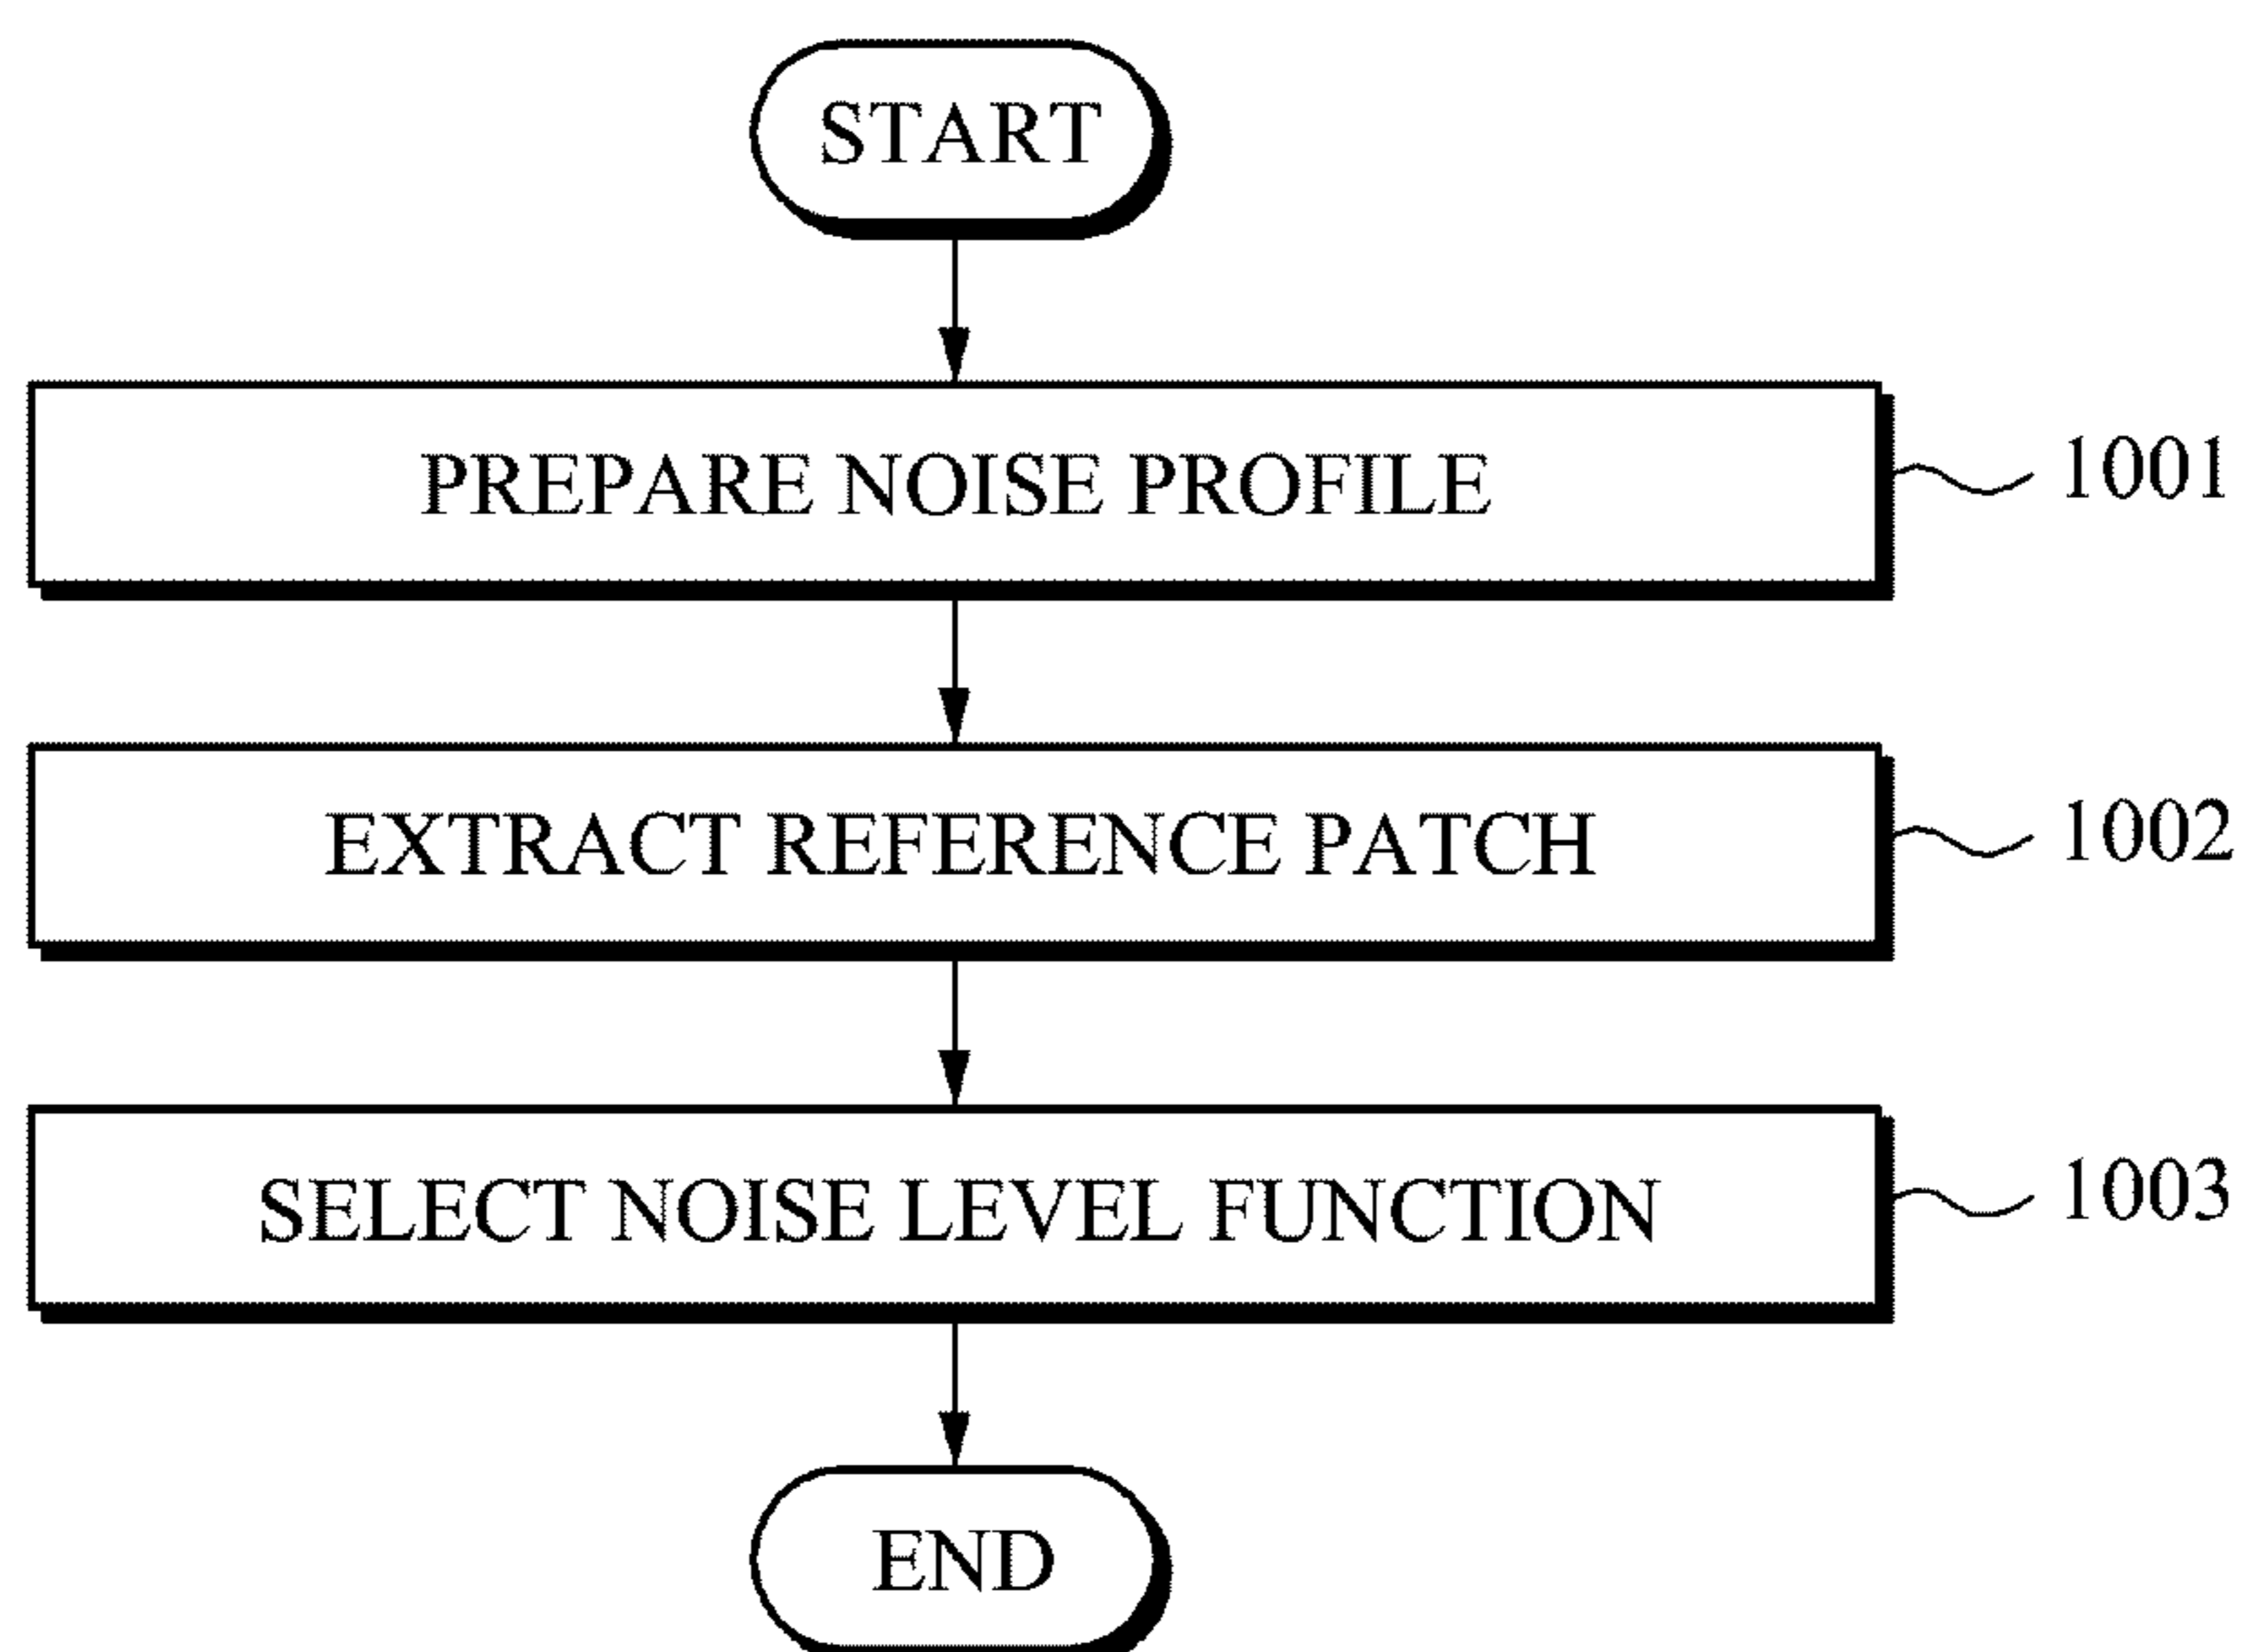 START
PREPARE NOISE PROFILE 1001
EXTRACT REFERENCE PATCH 1002
SELECT NOISE LEVEL FUNCTION 1003
END